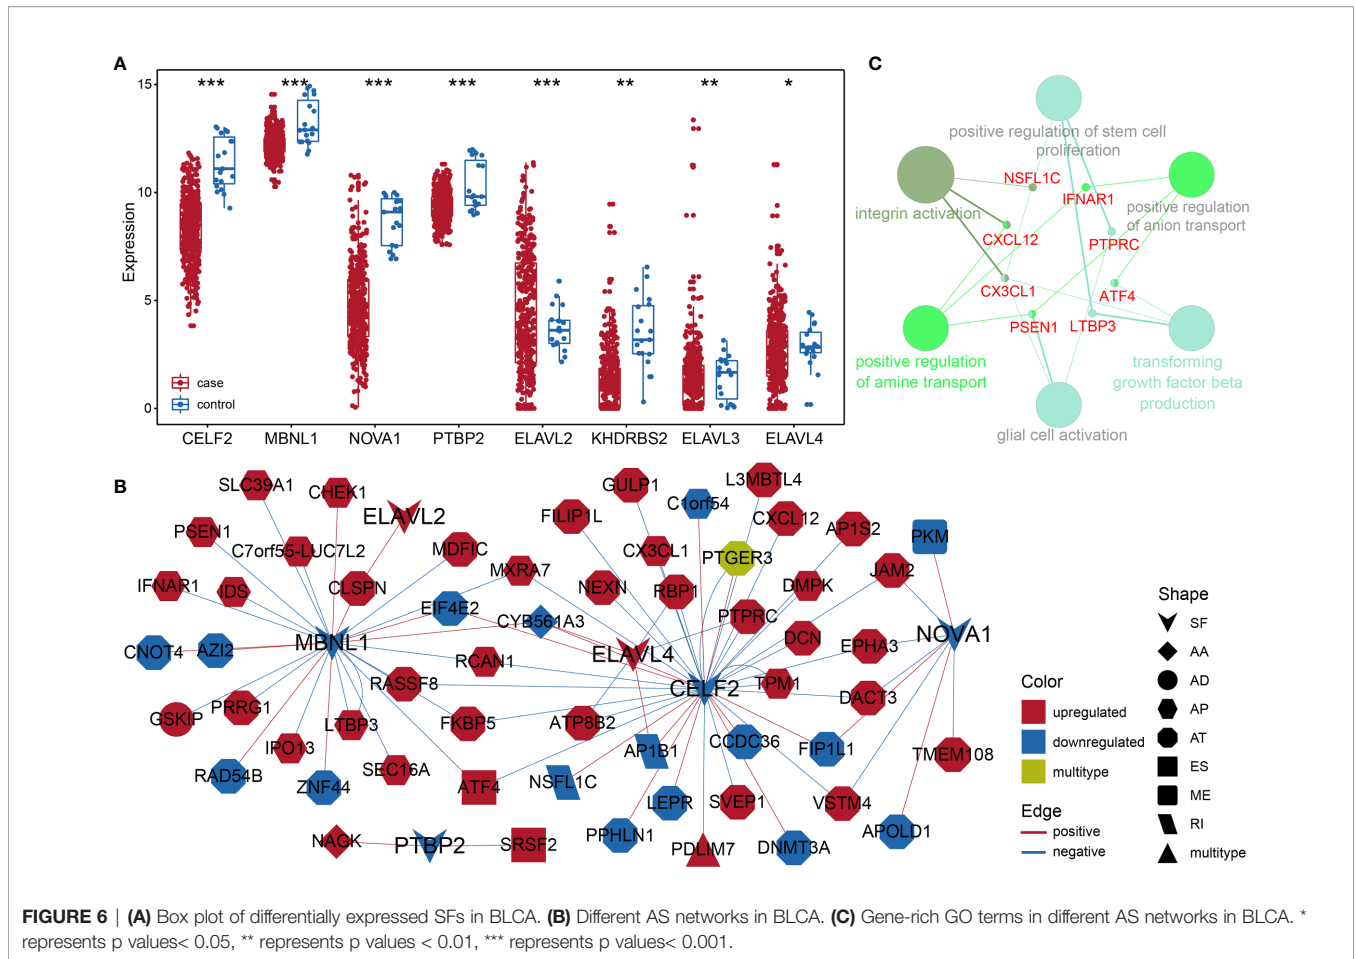 A
***
***
***
***
***
**
**
*
15
10
5
0
Expression
case
control
CELF2
MBNL1
NOVA1
PTBP2
ELAVL2
KHDRBS2
ELAVL3
ELAVL4
C
positive regulation of stem cell
proliferation
integrin activation
NSFL1C
IFNAR1
positive regulation
of anion transport
CXCL12
PTPRC
CX3CL1
ATF4
PSEN1
LTBP3
positive regulation
of amine transport
transforming
growth factor beta
production
glial cell activation
B
SLC39A1
CHEK1
ELAVL2
PSEN1
C7orf55-LUC7L2
MDFIC
IFNAR1
IDS
CLSPN
MXRA7
EIF4E2
CYB561A3
CNOT4
AZI2
MBNL1
RCAN1
RASSF8
GSKIP
PRRG1
LTBP3
FKBP5
IPO13
RAD54B
ZNF44
SEC16A
ATF4
NAGK
PTBP2
SRSF2
GULP1
C1orf54
L3MBTL4
FILIP1L
CXCL12
AP1S2
CX3CL1
PTGER3
PKM
NEXN
RBP1
DMPK
JAM2
PTPRC
DCN
EPHA3
NOVA1
ELAVL4
CELF2
TPM1
DACT3
ATP8B2
AP1B1
CCDC36
FIP1L1
TMEM108
NSFL1C
LEPR
SVEP1
VSTM4
PPHLN1
PDLIM7
DNMT3A
APOLD1
Color
upregulated
downregulated
multitype
Edge
positive
negative
Shape
SF
AA
AD
AP
AT
ES
ME
RI
multitype
FIGURE 6 | (A) Box plot of differentially expressed SFs in BLCA. (B) Different AS networks in BLCA. (C) Gene-rich GO terms in different AS networks in BLCA. *
represents p values< 0.05, ** represents p values < 0.01, *** represents p values< 0.001.